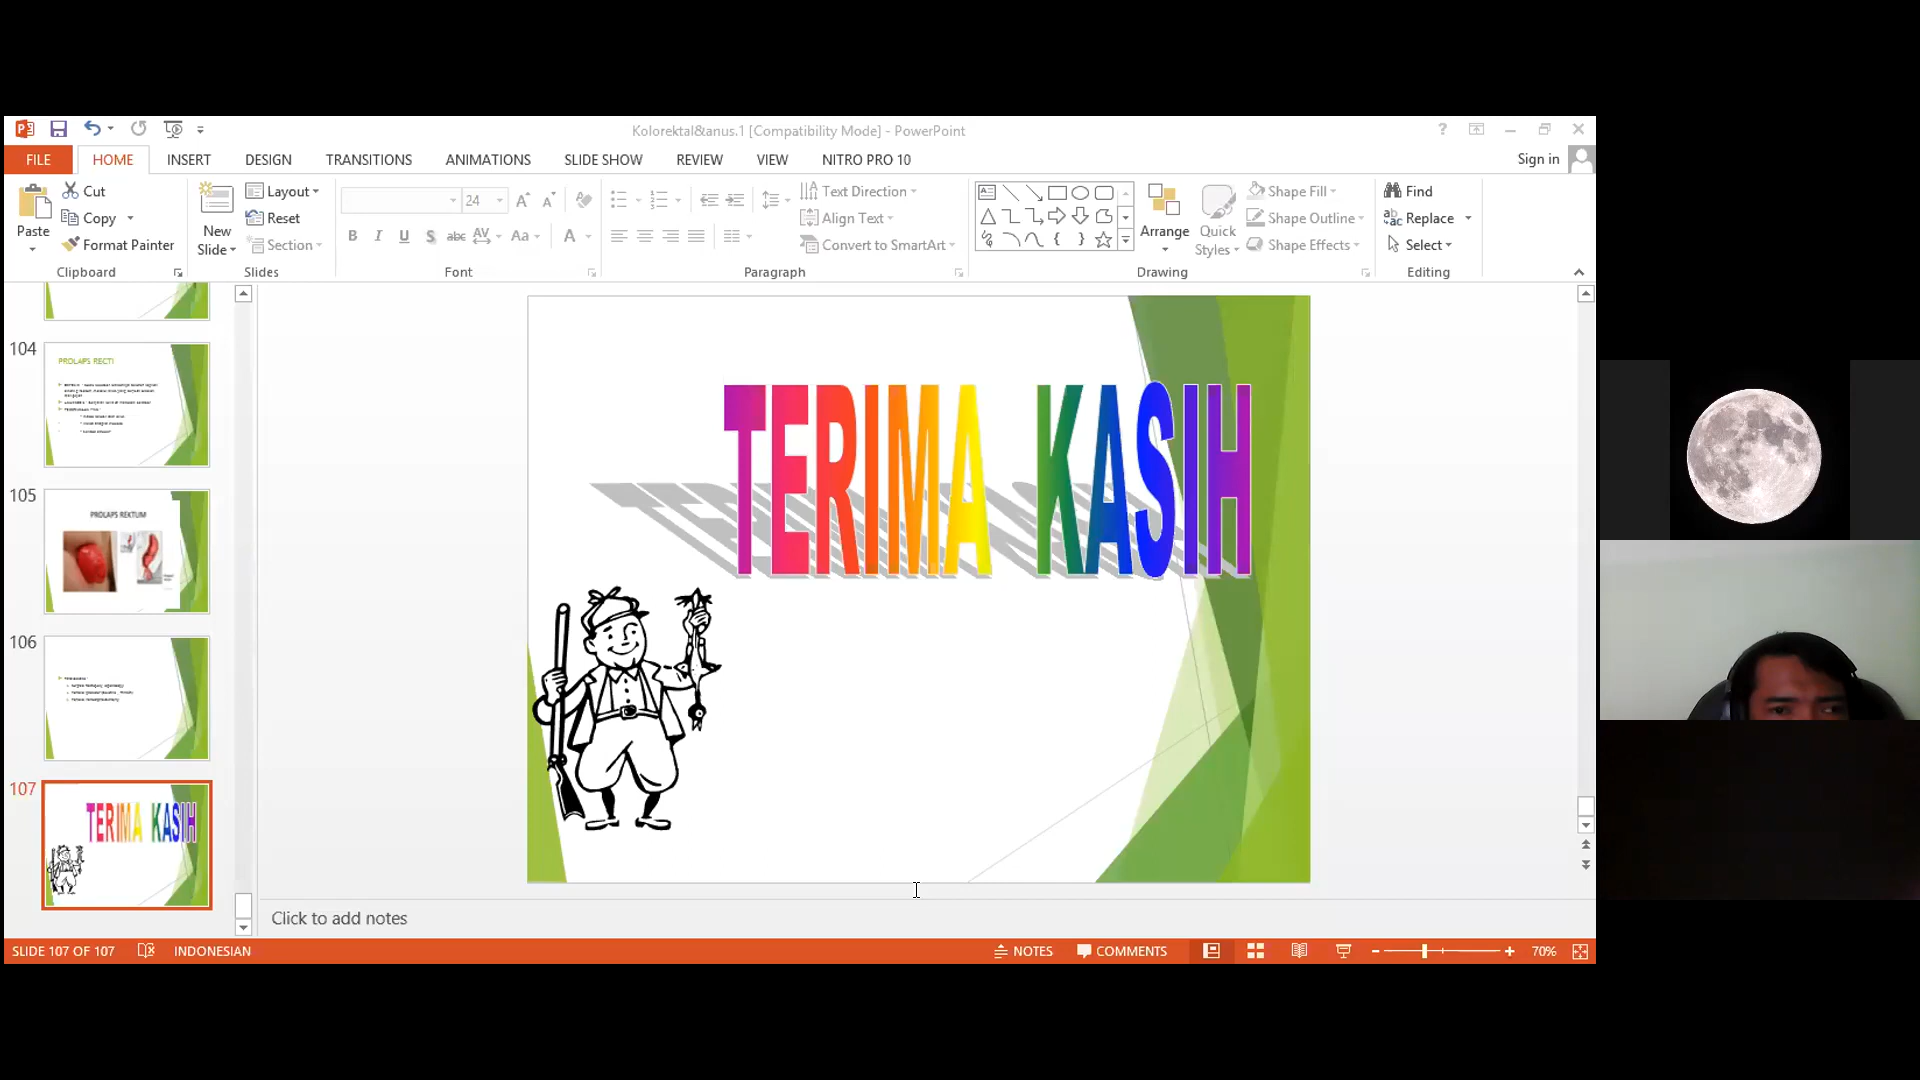 Kolorektal&anus.1 [Compatibility Mode] - PowerPoint
FILE HOME INSERT DESIGN TRANSITIONS ANIMATIONS SLIDE SHOW REVIEW VIEW NITRO PRO 10 Sign in
Paste
Cut
Copy
Format Painter
Clipboard
New Slide
Layout
Reset
Section
Slides
24
B I U S abc AV Aa A
Font
Text Direction
Align Text
Convert to SmartArt
Paragraph
Arrange
Quick Styles
Shape Fill
Shape Outline
Shape Effects
Drawing
Find
Replace
Select
Editing
104
PROLAPS RECTI
105
PROLAPS REKTUM
106
107
TERIMA KASIH
TERIMA KASIH
Click to add notes
SLIDE 107 OF 107 INDONESIAN NOTES COMMENTS 70%